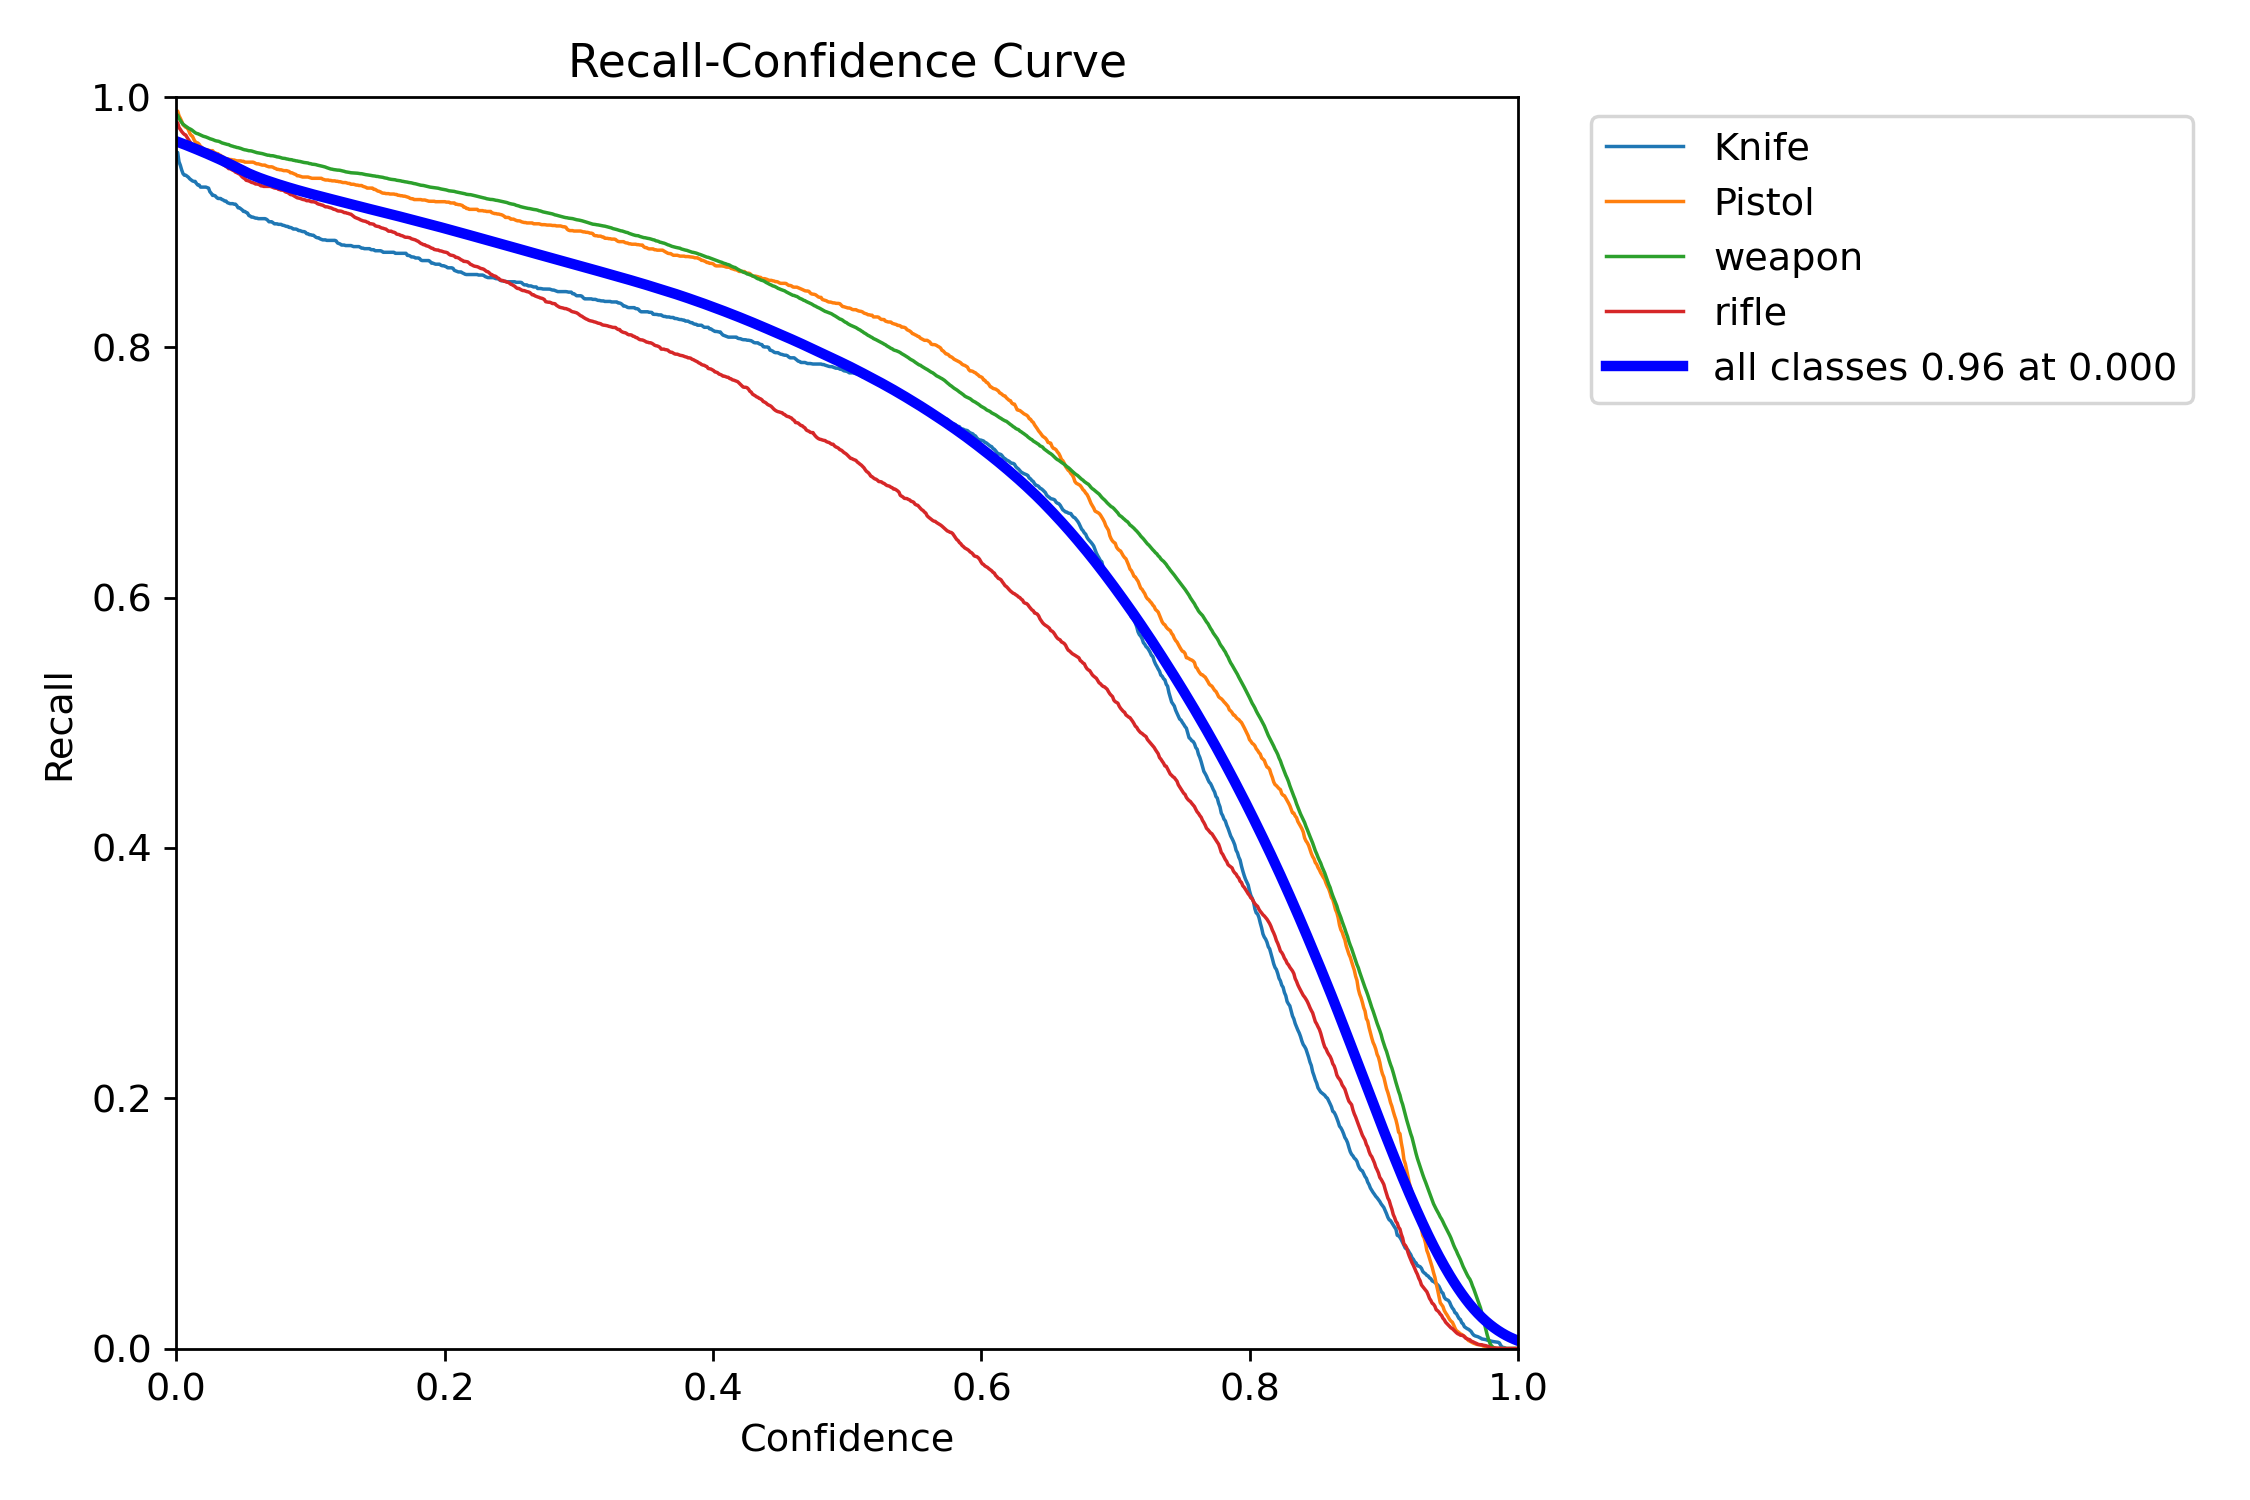 Recall-Confidence Curve
1.0
0.8
0.6
0.4
0.2
0.0
Recall
0.0 0.2 0.4 0.6 0.8 1.0
Confidence
Knife
Pistol
weapon
rifle
all classes 0.96 at 0.000